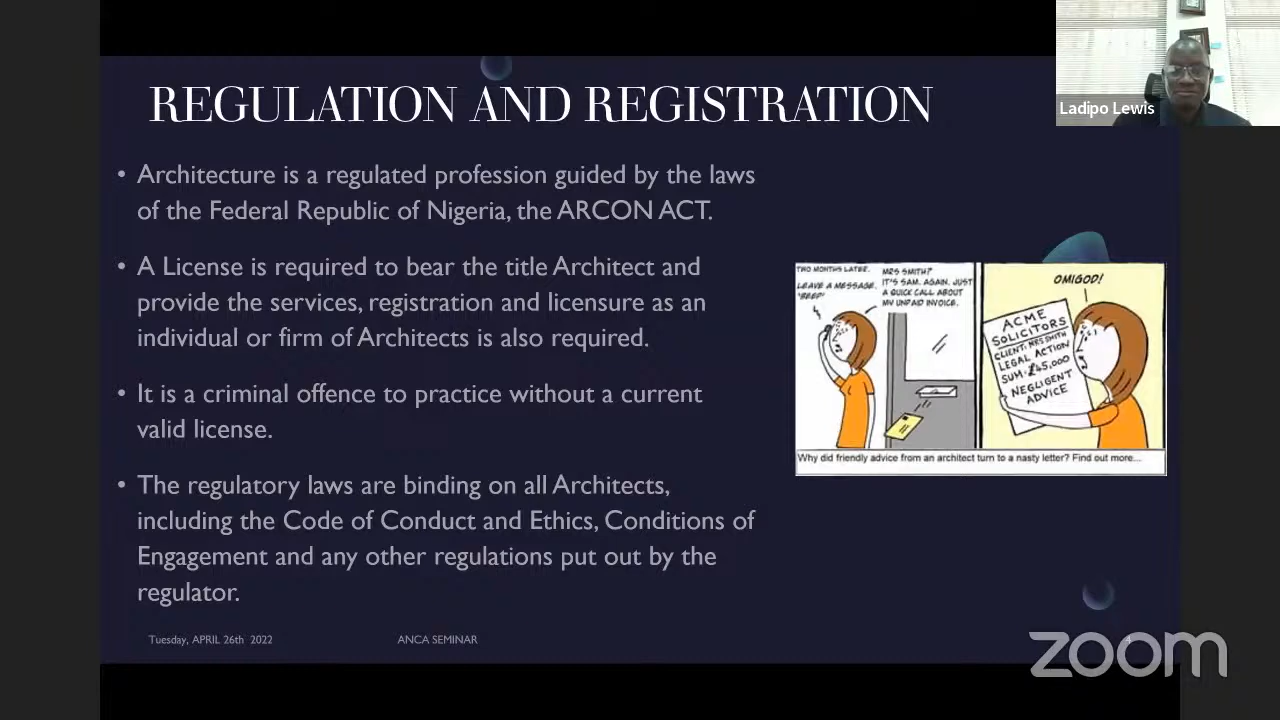 REGULATION AND REGISTRATION
Ladipo Lewis
• Architecture is a regulated profession guided by the laws
of the Federal Republic of Nigeria, the ARCON ACT.
• A License is required to bear the title Architect and
provide the services, registration and licensure as an
individual or firm of Architects is also required.
• It is a criminal offence to practice without a current
valid license.
• The regulatory laws are binding on all Architects,
including the Code of Conduct and Ethics, Conditions of
Engagement and any other regulations put out by the
regulator.
TWO MONTHS LATER.
LEAVE A MESSAGE.
'BEEP'
MRS SMITH?
IT'S SAM. AGAIN. JUST
A QUICK CALL ABOUT
MY UNPAID INVOICE.
OMIGOD!
ACME
SOLICITORS
CLIENT: MRS SMITH
LEGAL ACTION
SUM: £45,000
NEGLIGENT
ADVICE
Why did friendly advice from an architect turn to a nasty letter? Find out more...
Tuesday, APRIL 26th 2022
ANCA SEMINAR
4
zoom